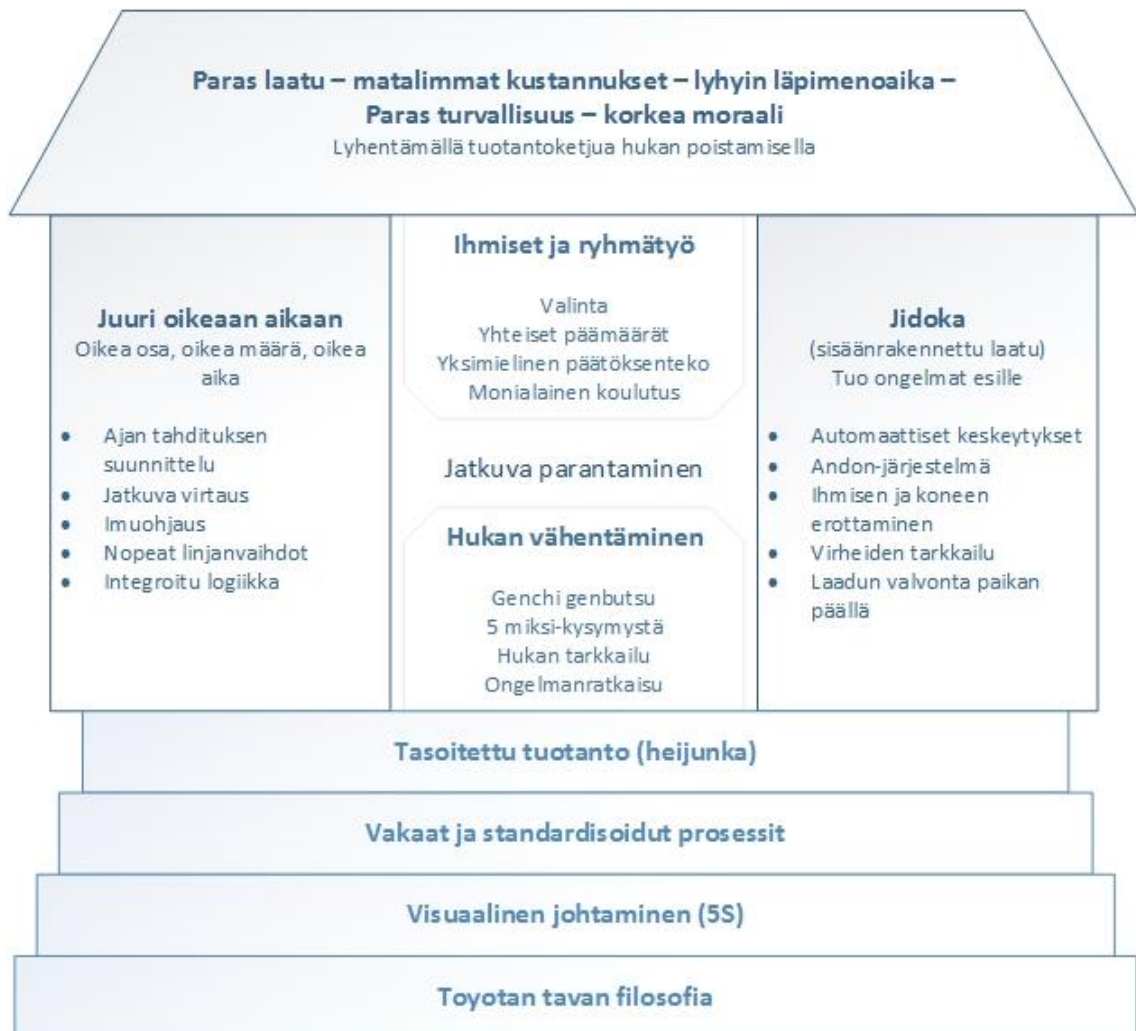 Paras laatu – matalimmat kustannukset – lyhyin läpimenoaika –
Paras turvallisuus – korkea moraali
Lyhentämällä tuotantoketjua hukan poistamisella
Juuri oikeaan aikaan
Oikea osa, oikea määrä, oikea
aika
• Ajan tahdituksen
suunnittelu
• Jatkuva virtaus
• Imuohjaus
• Nopeat linjanvaihdot
• Integroitu logiikka
Ihmiset ja ryhmätyö
Valinta
Yhteiset päämäärät
Yksimielinen päätöksenteko
Monialainen koulutus
Jatkuva parantaminen
Hukan vähentäminen
Genchi genbutsu
5 miksi-kysymystä
Hukan tarkkailu
Ongelmanratkaisu
Jidoka
(sisäänrakennettu laatu)
Tuo ongelmat esille
• Automaattiset keskeytykset
• Andon-järjestelmä
• Ihmisen ja koneen
erottaminen
• Virheiden tarkkailu
• Laadun valvonta paikan
päällä
Tasoitettu tuotanto (heijunka)
Vakaat ja standardisoidut prosessit
Visuaalinen johtaminen (5S)
Toyotan tavan filosofia